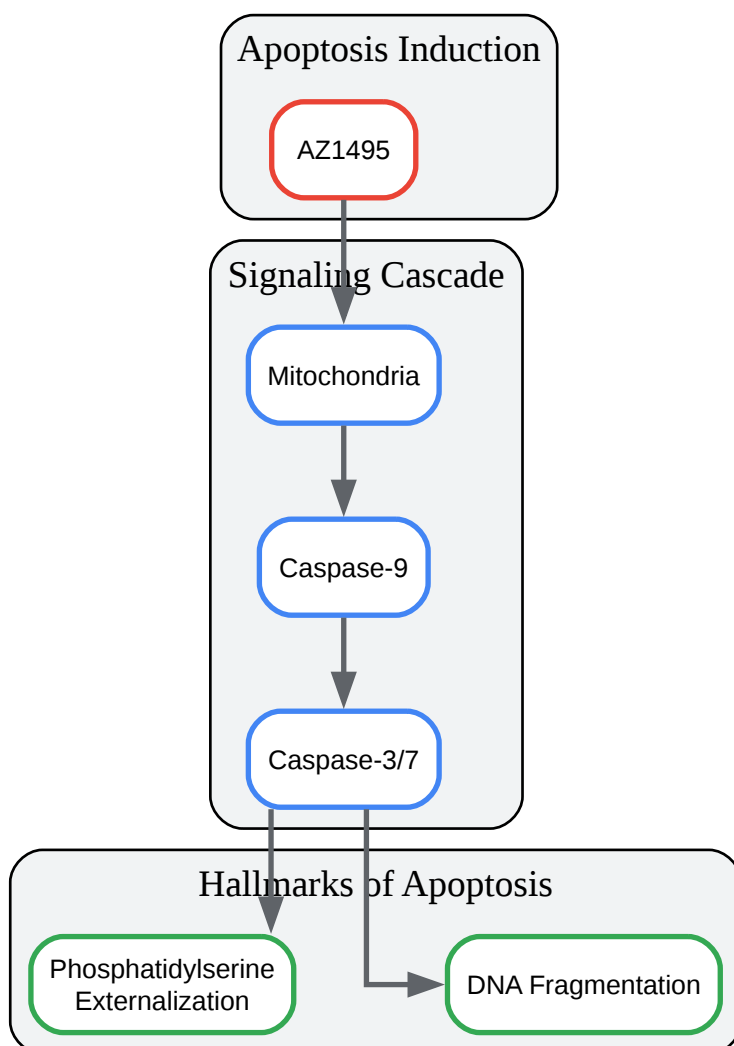 Apoptosis Induction
AZ1495
Signaling Cascade
Mitochondria
Caspase-9
Caspase-3/7
Hallmarks of Apoptosis
Phosphatidylserine
Externalization
DNA Fragmentation